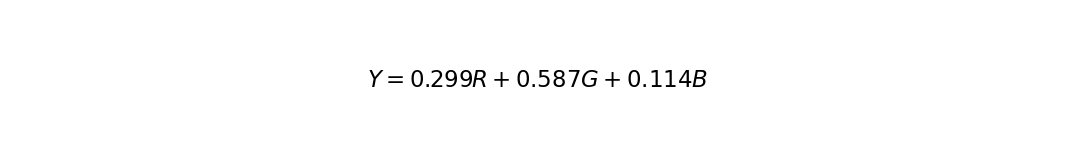 Y = 0.299R + 0.587G + 0.114B